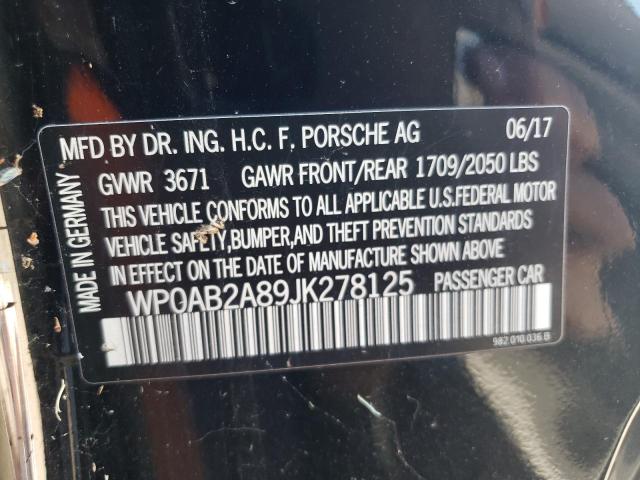 MFD BY DR. ING. H.C. F. PORSCHE AG 06/17
GVWR 3671 GAWR FRONT/REAR 1709/2050 LBS
THIS VEHICLE CONFORMS TO ALL APPLICABLE U.S.FEDERAL MOTOR
VEHICLE SAFETY,BUMPER,AND THEFT PREVENTION STANDARDS
IN EFFECT ON THE DATE OF MANUFACTURE SHOWN ABOVE
WP0AB2A89JK278125 PASSENGER CAR
982.010.036.B
MADE IN GERMANY